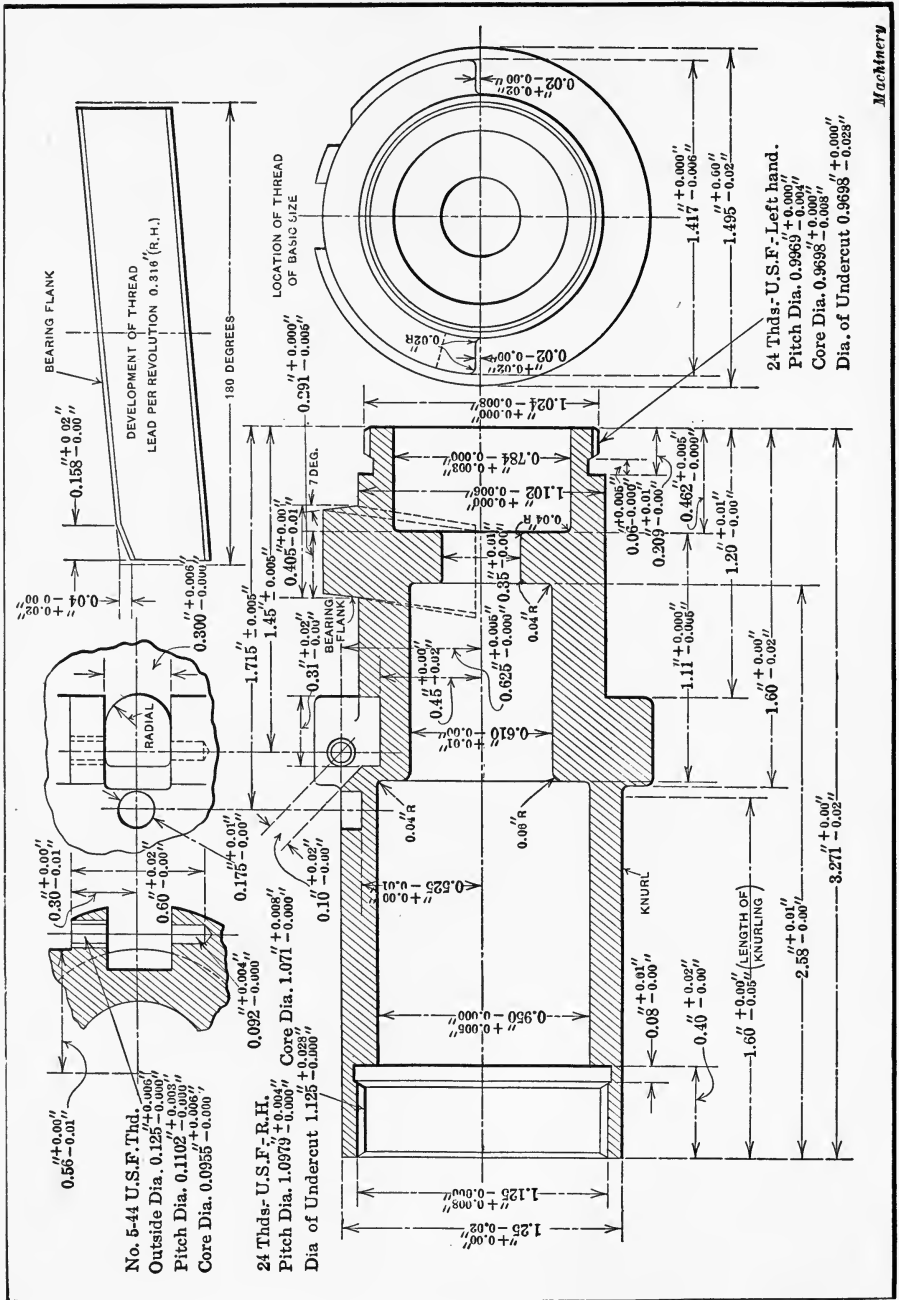 BEARING FLANK
DEVELOPMENT OF THREAD
LEAD PER REVOLUTION 0.316" (R.H.)
180 DEGREES
0.158" +0.02 -0.00"
0.04 "+0.02" -0.00
0.300 "+0.006" -0.000
RADIAL
0.30 "+0.00" -0.01
0.60 "+0.02" -0.00
0.175 "+0.01" -0.00
0.56 "+0.00" -0.01
0.092 "+0.004" -0.000
No. 5-44 U.S.F. Thd.
Outside Dia. 0.125 "+0.006" -0.000
Pitch Dia. 0.1102 "+0.003" -0.000
Core Dia. 0.0955 "+0.006" -0.000
24 Thds.- U.S.F.- R.H.
Pitch Dia. 1.0979 "+0.004" -0.000
Core Dia. 1.071 "+0.008" -0.000
Dia of Undercut 1.125 "+0.028" -0.000
1.715" ± 0.005"
1.45" ± 0.005"
0.31 "+0.02" -0.00
BEARING FLANK
0.405 "+0.00" -0.01
7 DEG.
0.391 "+0.000" -0.005
LOCATION OF THREAD
OF BASIC SIZE
0.02 "+0.02" -0.00
0.02R
0.02 "+0.02" -0.00
1.417 "+0.000" -0.006
1.495 "+0.00" -0.02
1.024 "+0.000" -0.008
0.784 "+0.003" -0.000
1.102 "+0.000" -0.006
0.04 R
0.35 "+0.01" -0.00
0.04 R
0.625 "+0.005" -0.000
0.45 "+0.00" -0.02
0.610 "+0.01" -0.00
0.04 R
0.06 R
0.10 "+0.02" -0.00
0.525 "+0.00" -0.01
0.950 "+0.005" -0.000
1.125 "+0.008" -0.000
1.25 "+0.00" -0.02
KNURL
0.06 "+0.005" -0.000
0.209 "+0.01" -0.00
0.462 "+0.005" -0.000
1.20 "+0.01" -0.00
1.11 "+0.000" -0.005
1.60 "+0.00" -0.02
0.08 "+0.01" -0.00
0.40 "+0.02" -0.00
1.60 "+0.00" -0.05 (LENGTH OF KNURLING)
2.58 "+0.01" -0.00
3.271 "+0.00" -0.02
24 Thds.- U.S.F.- Left hand.
Pitch Dia. 0.9969 "+0.000" -0.004
Core Dia. 0.9698 "+0.000" -0.008
Dia. of Undercut 0.9698 "+0.000" -0.028
Machinery